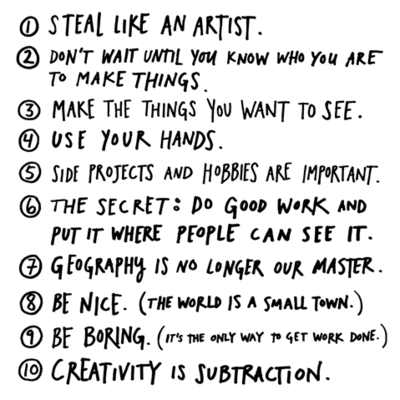 ① STEAL LIKE AN ARTIST.
② DON'T WAIT UNTIL YOU KNOW WHO YOU ARE
TO MAKE THINGS.
③ MAKE THE THINGS YOU WANT TO SEE.
④ USE YOUR HANDS.
⑤ SIDE PROJECTS AND HOBBIES ARE IMPORTANT.
⑥ THE SECRET: DO GOOD WORK AND
PUT IT WHERE PEOPLE CAN SEE IT.
⑦ GEOGRAPHY IS NO LONGER OUR MASTER.
⑧ BE NICE. (THE WORLD IS A SMALL TOWN.)
⑨ BE BORING. (IT'S THE ONLY WAY TO GET WORK DONE.)
⑩ CREATIVITY IS SUBTRACTION.